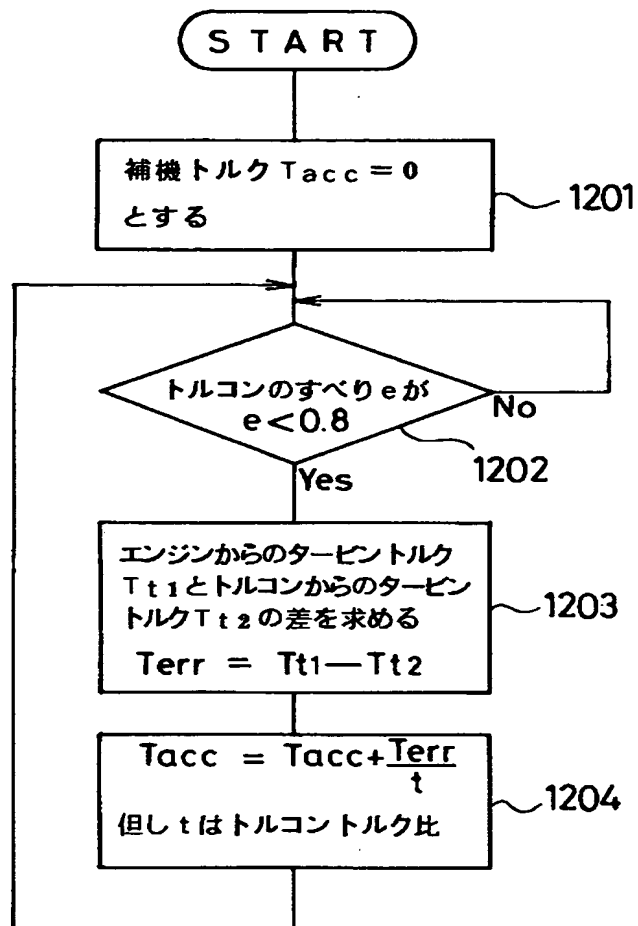 START
補機トルクTacc=0
とする
1201
トルコンのすべりeが
e<0.8
No
1202
Yes
エンジンからのタービントルク
Tt1とトルコンからのタービン
トルクTt2の差を求める
Terr = Tt1—Tt2
1203
Tacc = Tacc+Terr/t
但しtはトルコントルク比
1204